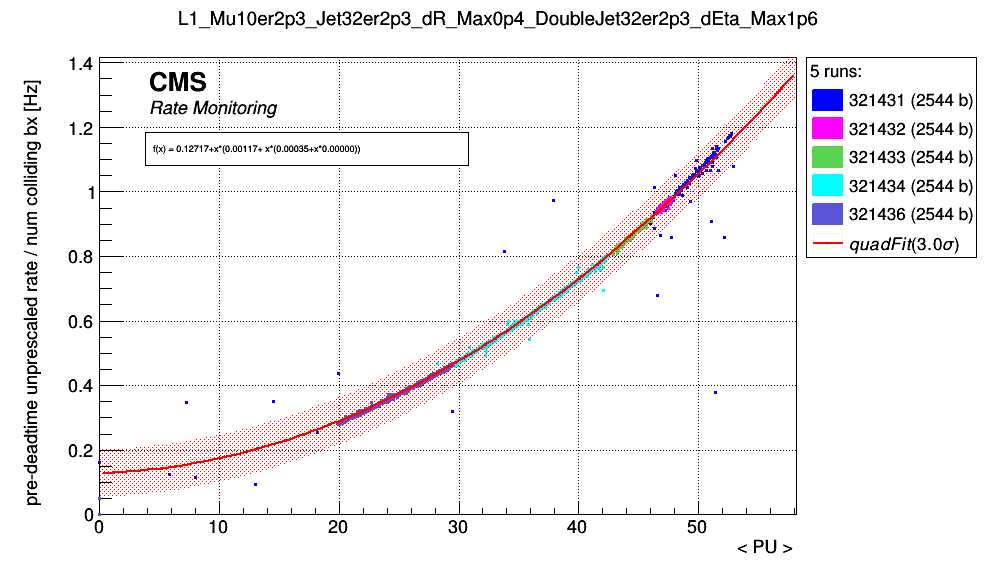 L1_Mu10er2p3_Jet32er2p3_dR_Max0p4_DoubleJet32er2p3_dEta_Max1p6
pre-deadtime unprescaled rate / num colliding bx [Hz]
1.4
1.2
1
0.8
0.6
0.4
0.2
0
CMS
Rate Monitoring
f(x) = 0.12717+x*(0.00117+ x*(0.00035+x*0.00000))
0 10 20 30 40 50
< PU >
5 runs:
321431 (2544 b)
321432 (2544 b)
321433 (2544 b)
321434 (2544 b)
321436 (2544 b)
quadFit(3.0σ)